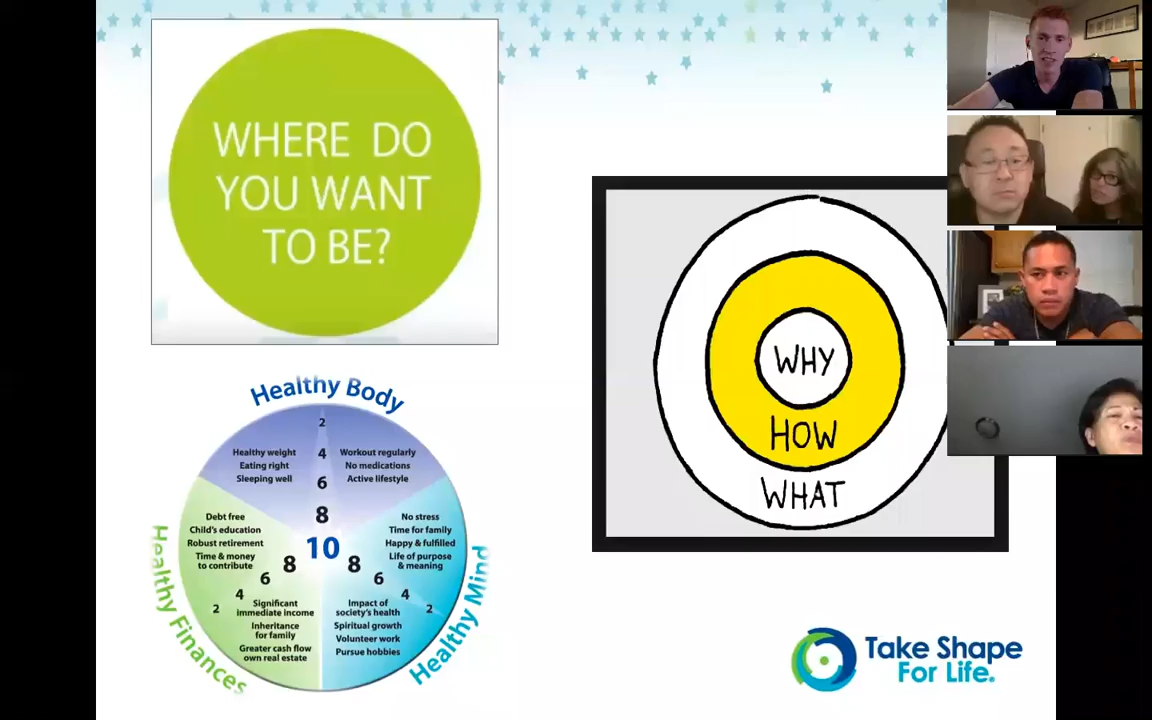 WHERE DO
YOU WANT
TO BE?
WHY
HOW
WHAT
Healthy Body
2
4
6
8
10
Healthy weight
Eating right
Sleeping well
Workout regularly
No medications
Active lifestyle
Debt free
Child's education
Robust retirement
Time & money
to contribute
8
6
4
2
Significant
immediate income
Inheritance
for family
Greater cash flow
own real estate
Healthy Finances
No stress
Time for family
Happy & fulfilled
Life of purpose
& meaning
8
6
4
2
Impact of
society's health
Spiritual growth
Volunteer work
Pursue hobbies
Healthy Mind
Take Shape
For Life.